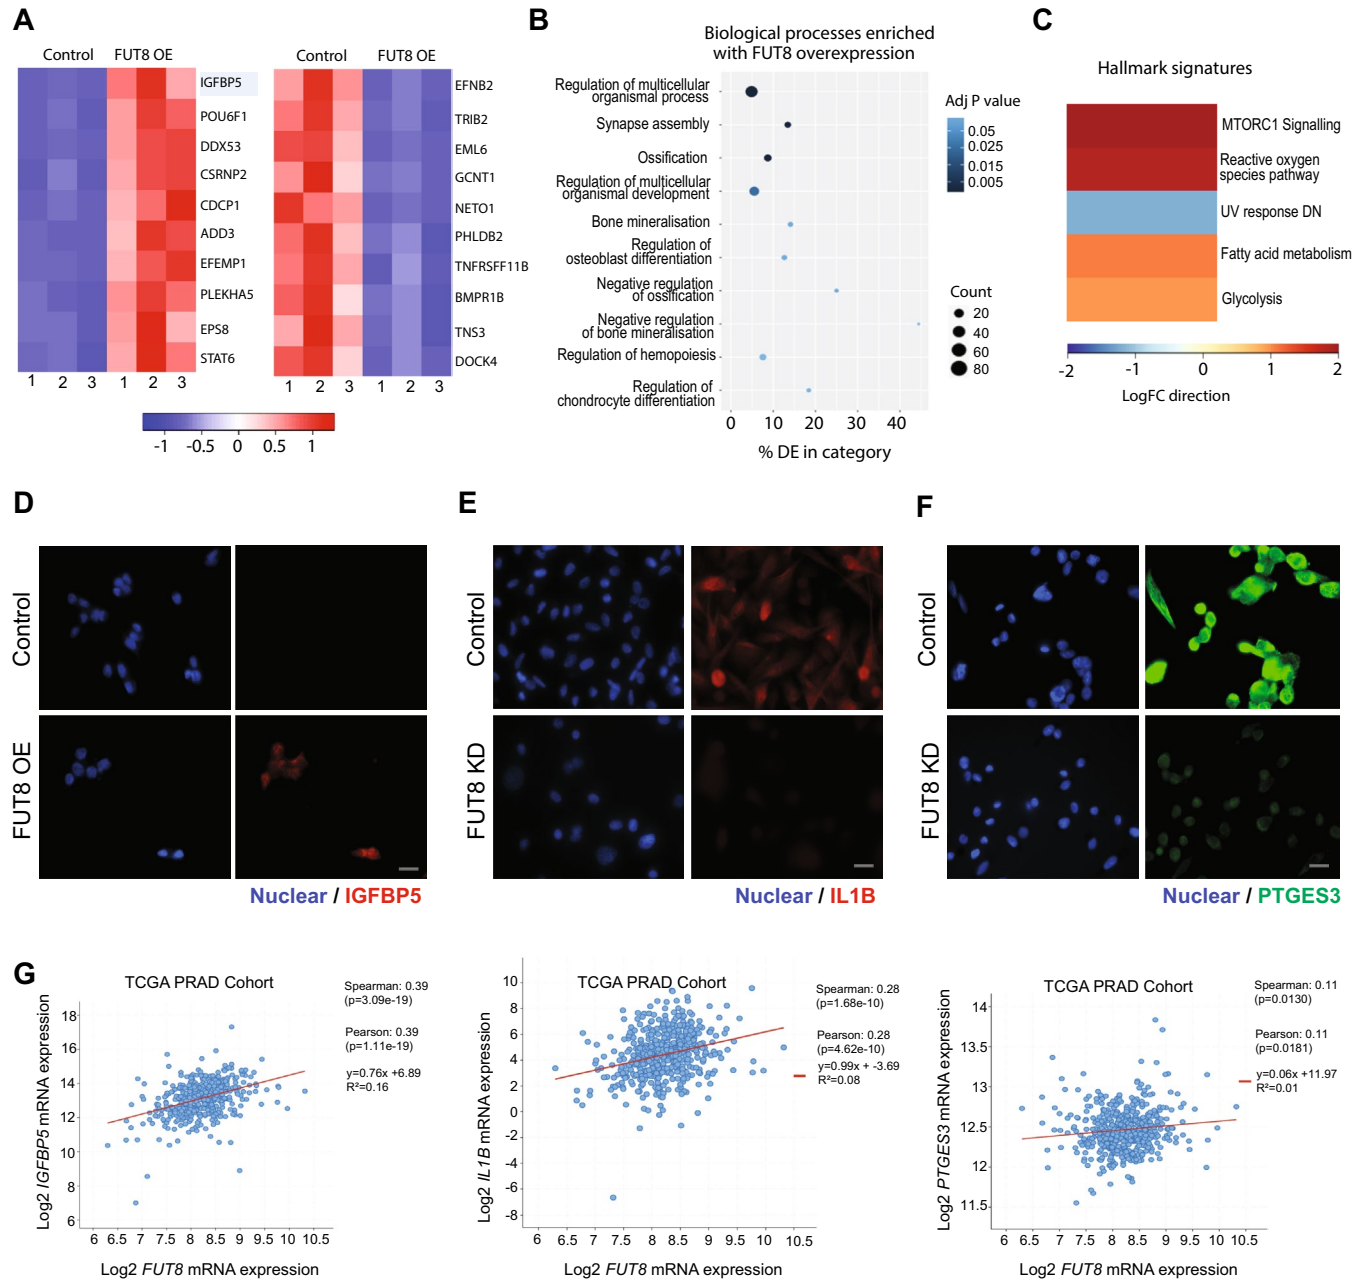 A
Control
FUT8 OE
IGFBP5
POU6F1
DDX53
CSRNP2
CDCP1
ADD3
EFEMP1
PLEKHA5
EPS8
STAT6
1 2 3 1 2 3
Control
FUT8 OE
EFNB2
TRIB2
EML6
GCNT1
NETO1
PHLDB2
TNFRSFF11B
BMPR1B
TNS3
DOCK4
1 2 3 1 2 3
-1 -0.5 0 0.5 1
B
Biological processes enriched
with FUT8 overexpression
Regulation of multicellular
organismal process
Synapse assembly
Ossification
Regulation of multicellular
organismal development
Bone mineralisation
Regulation of
osteoblast differentiation
Negative regulation
of ossification
Negative regulation
of bone mineralisation
Regulation of hemopoiesis
Regulation of
chondrocyte differentiation
0 10 20 30 40
% DE in category
Adj P value
0.05
0.025
0.015
0.005
Count
20
40
60
80
C
Hallmark signatures
MTORC1 Signalling
Reactive oxygen
species pathway
UV response DN
Fatty acid metabolism
Glycolysis
-2 -1 0 1 2
LogFC direction
D
Control
FUT8 OE
Nuclear / IGFBP5
E
Control
FUT8 KD
Nuclear / IL1B
F
Control
FUT8 KD
Nuclear / PTGES3
G
TCGA PRAD Cohort
Spearman: 0.39
(p=3.09e-19)
Pearson: 0.39
(p=1.11e-19)
y=0.76x +6.89
R²=0.16
Log2 IGFBP5 mRNA expression
18
16
14
12
10
8
6
6 6.5 7 7.5 8 8.5 9 9.5 10 10.5
Log2 FUT8 mRNA expression
TCGA PRAD Cohort
Spearman: 0.28
(p=1.68e-10)
Pearson: 0.28
(p=4.62e-10)
y=0.99x + -3.69
R²=0.08
Log2 IL1B mRNA expression
10
8
6
4
2
0
-2
-4
-6
-8
6 6.5 7 7.5 8 8.5 9 9.5 10 10.5
Log2 FUT8 mRNA expression
TCGA PRAD Cohort
Spearman: 0.11
(p=0.0130)
Pearson: 0.11
(p=0.0181)
y=0.06x +11.97
R²=0.01
Log2 PTGES3 mRNA expression
14
13.5
13
12.5
12
11.5
6 6.5 7 7.5 8 8.5 9 9.5 10 10.5
Log2 FUT8 mRNA expression